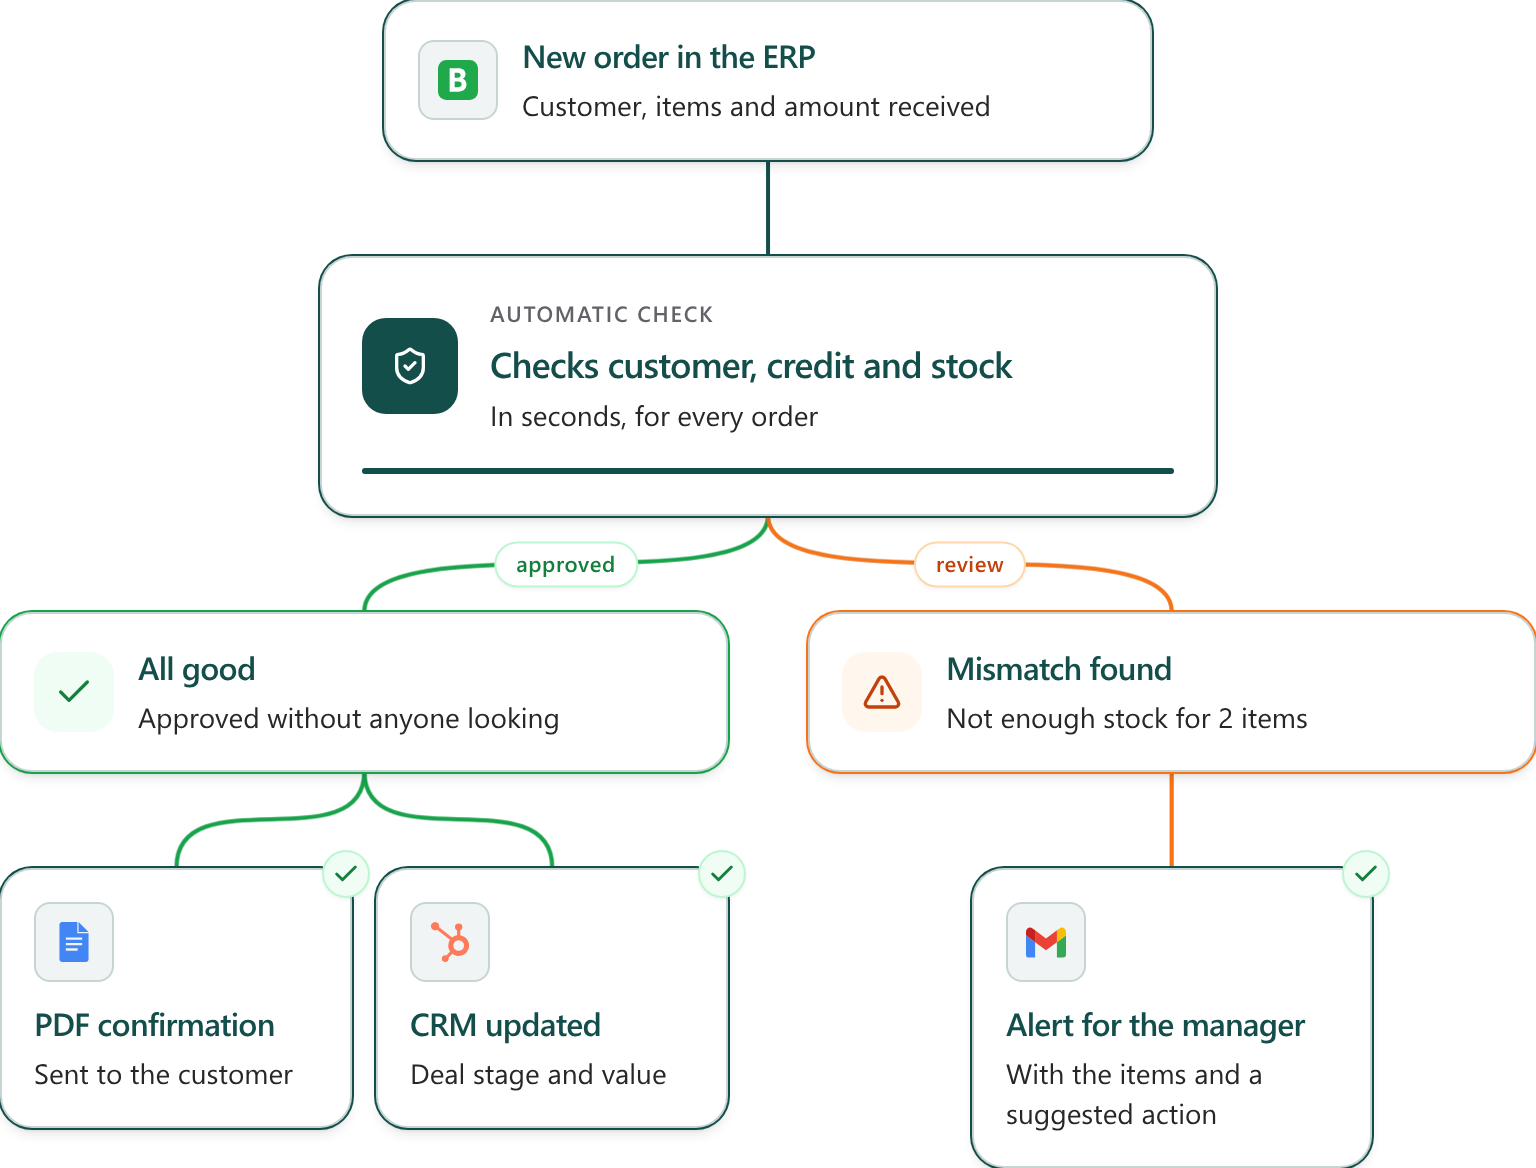 B
New order in the ERP
Customer, items and amount received
AUTOMATIC CHECK
Checks customer, credit and stock
In seconds, for every order
approved
review
All good
Approved without anyone looking
Mismatch found
Not enough stock for 2 items
PDF confirmation
Sent to the customer
CRM updated
Deal stage and value
Alert for the manager
With the items and a
suggested action